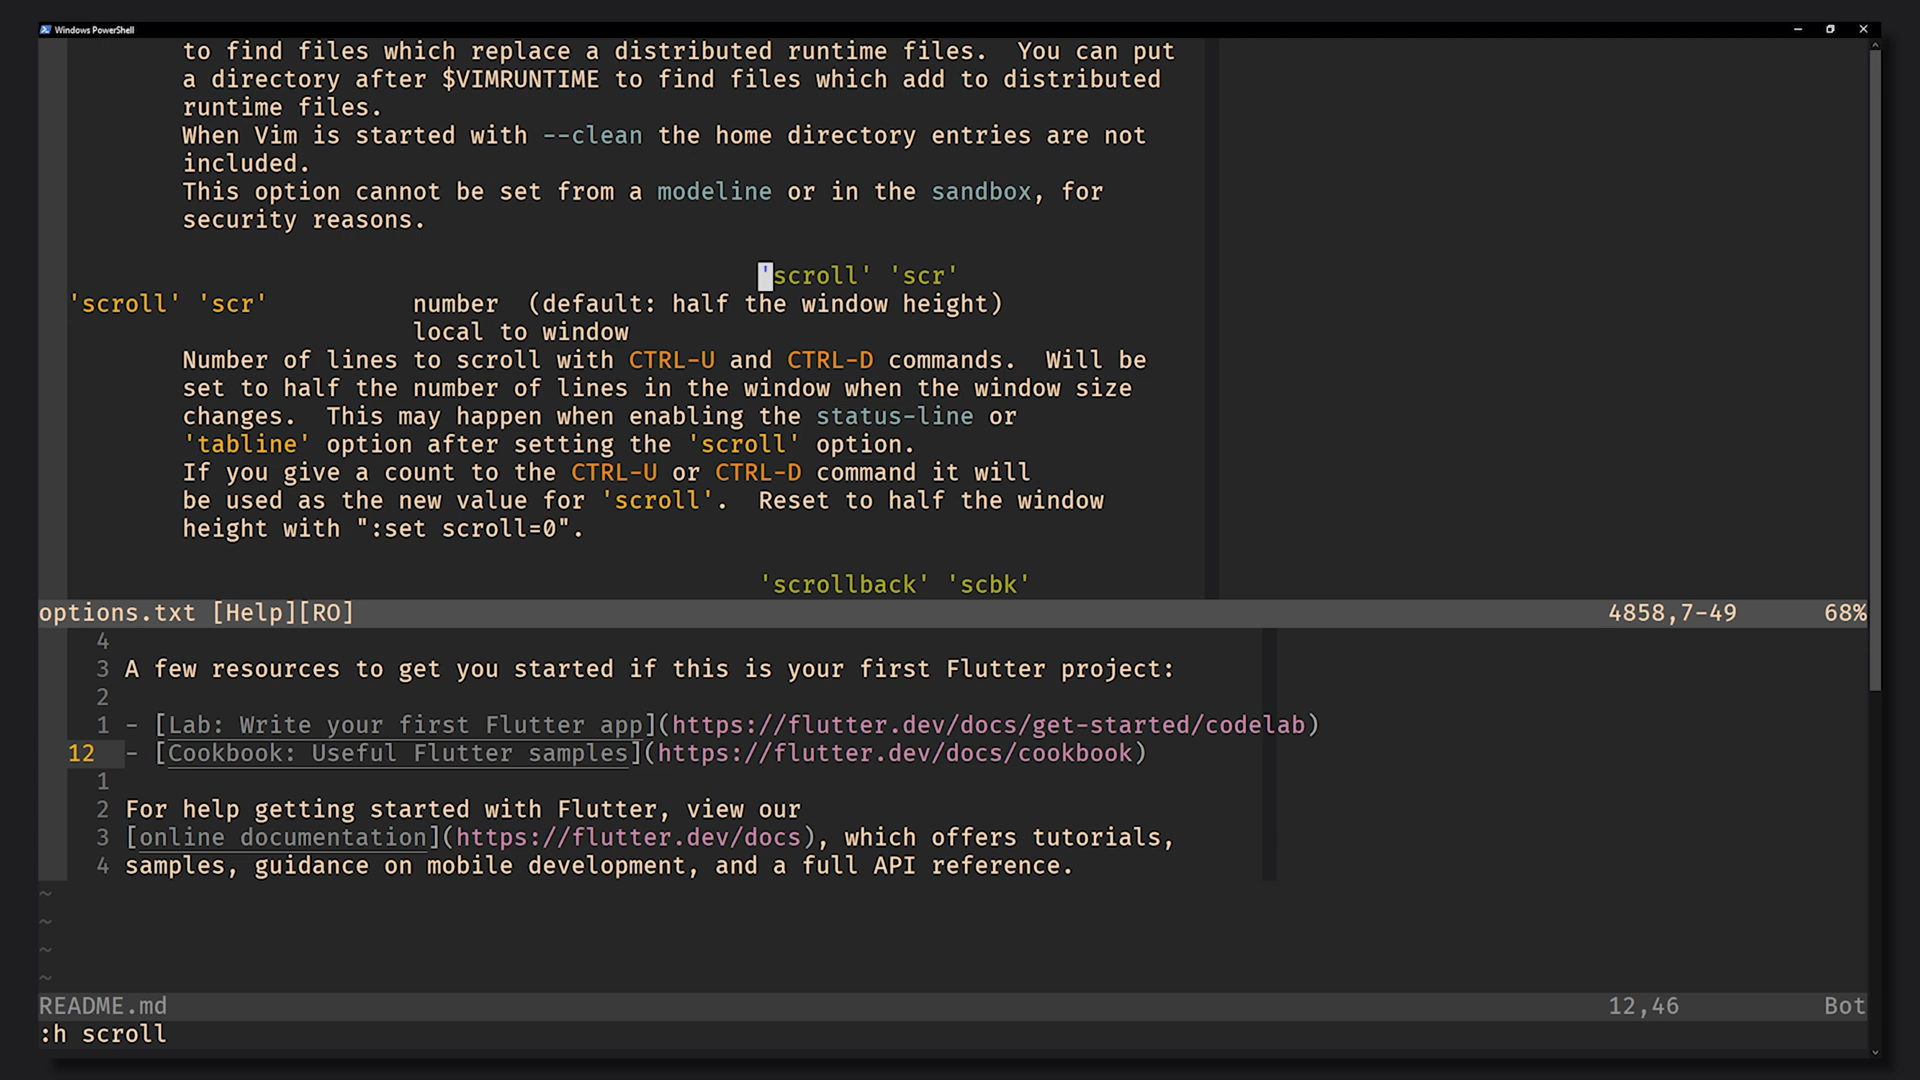 Windows PowerShell
to find files which replace a distributed runtime files.  You can put
a directory after $VIMRUNTIME to find files which add to distributed
runtime files.
When Vim is started with --clean the home directory entries are not
included.
This option cannot be set from a modeline or in the sandbox, for
security reasons.
'scroll' 'scr'
'scroll' 'scr' number  (default: half the window height)
local to window
Number of lines to scroll with CTRL-U and CTRL-D commands.  Will be
set to half the number of lines in the window when the window size
changes.  This may happen when enabling the status-line or
'tabline' option after setting the 'scroll' option.
If you give a count to the CTRL-U or CTRL-D command it will
be used as the new value for 'scroll'.  Reset to half the window
height with ":set scroll=0".
'scrollback' 'scbk'
options.txt [Help][RO] 4858,7-49 68%
4
3 A few resources to get you started if this is your first Flutter project:
2
1 - [Lab: Write your first Flutter app](https://flutter.dev/docs/get-started/codelab)
12 - [Cookbook: Useful Flutter samples](https://flutter.dev/docs/cookbook)
1
2 For help getting started with Flutter, view our
3 [online documentation](https://flutter.dev/docs), which offers tutorials,
4 samples, guidance on mobile development, and a full API reference.
~
~
~
~
README.md 12,46 Bot
:h scroll